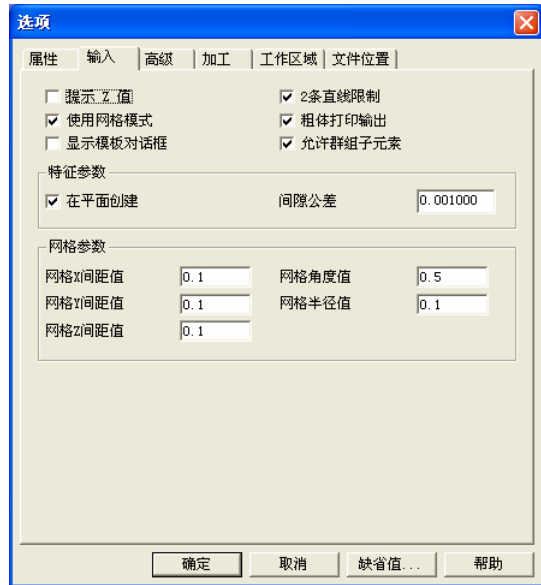 选项
属性 输入 高级 加工 工作区域 文件位置
提示 Z 值 2条直线限制
使用网格模式 粗体打印输出
显示模板对话框 允许群组子元素
特征参数
在平面创建 间隙公差 0.001000
网格参数
网格X间距值 0.1 网格角度值 0.5
网格Y间距值 0.1 网格半径值 0.1
网格Z间距值 0.1
确定 取消 缺省值... 帮助